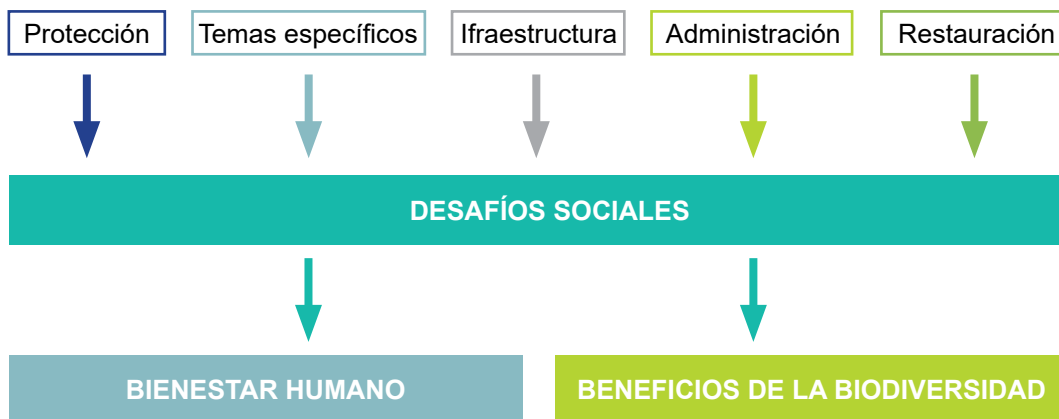 Protección
Temas específicos
Ifraestructura
Administración
Restauración
DESAFÍOS SOCIALES
BIENESTAR HUMANO
BENEFICIOS DE LA BIODIVERSIDAD